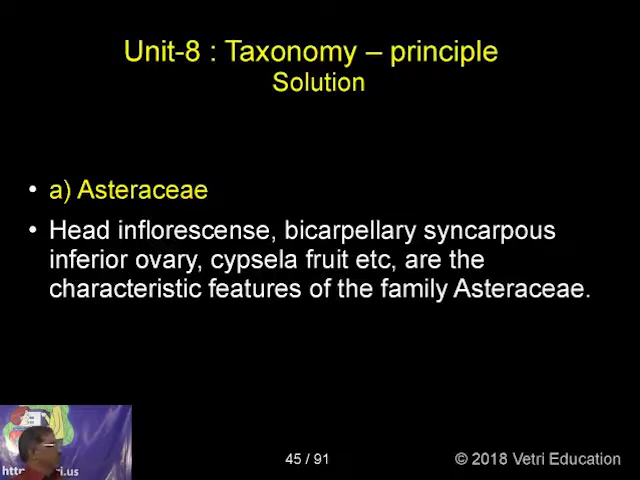 Unit-8 : Taxonomy – principle
Solution
• a) Asteraceae
• Head inflorescense, bicarpellary syncarpous
inferior ovary, cypsela fruit etc, are the
characteristic features of the family Asteraceae.
45 / 91
© 2018 Vetri Education